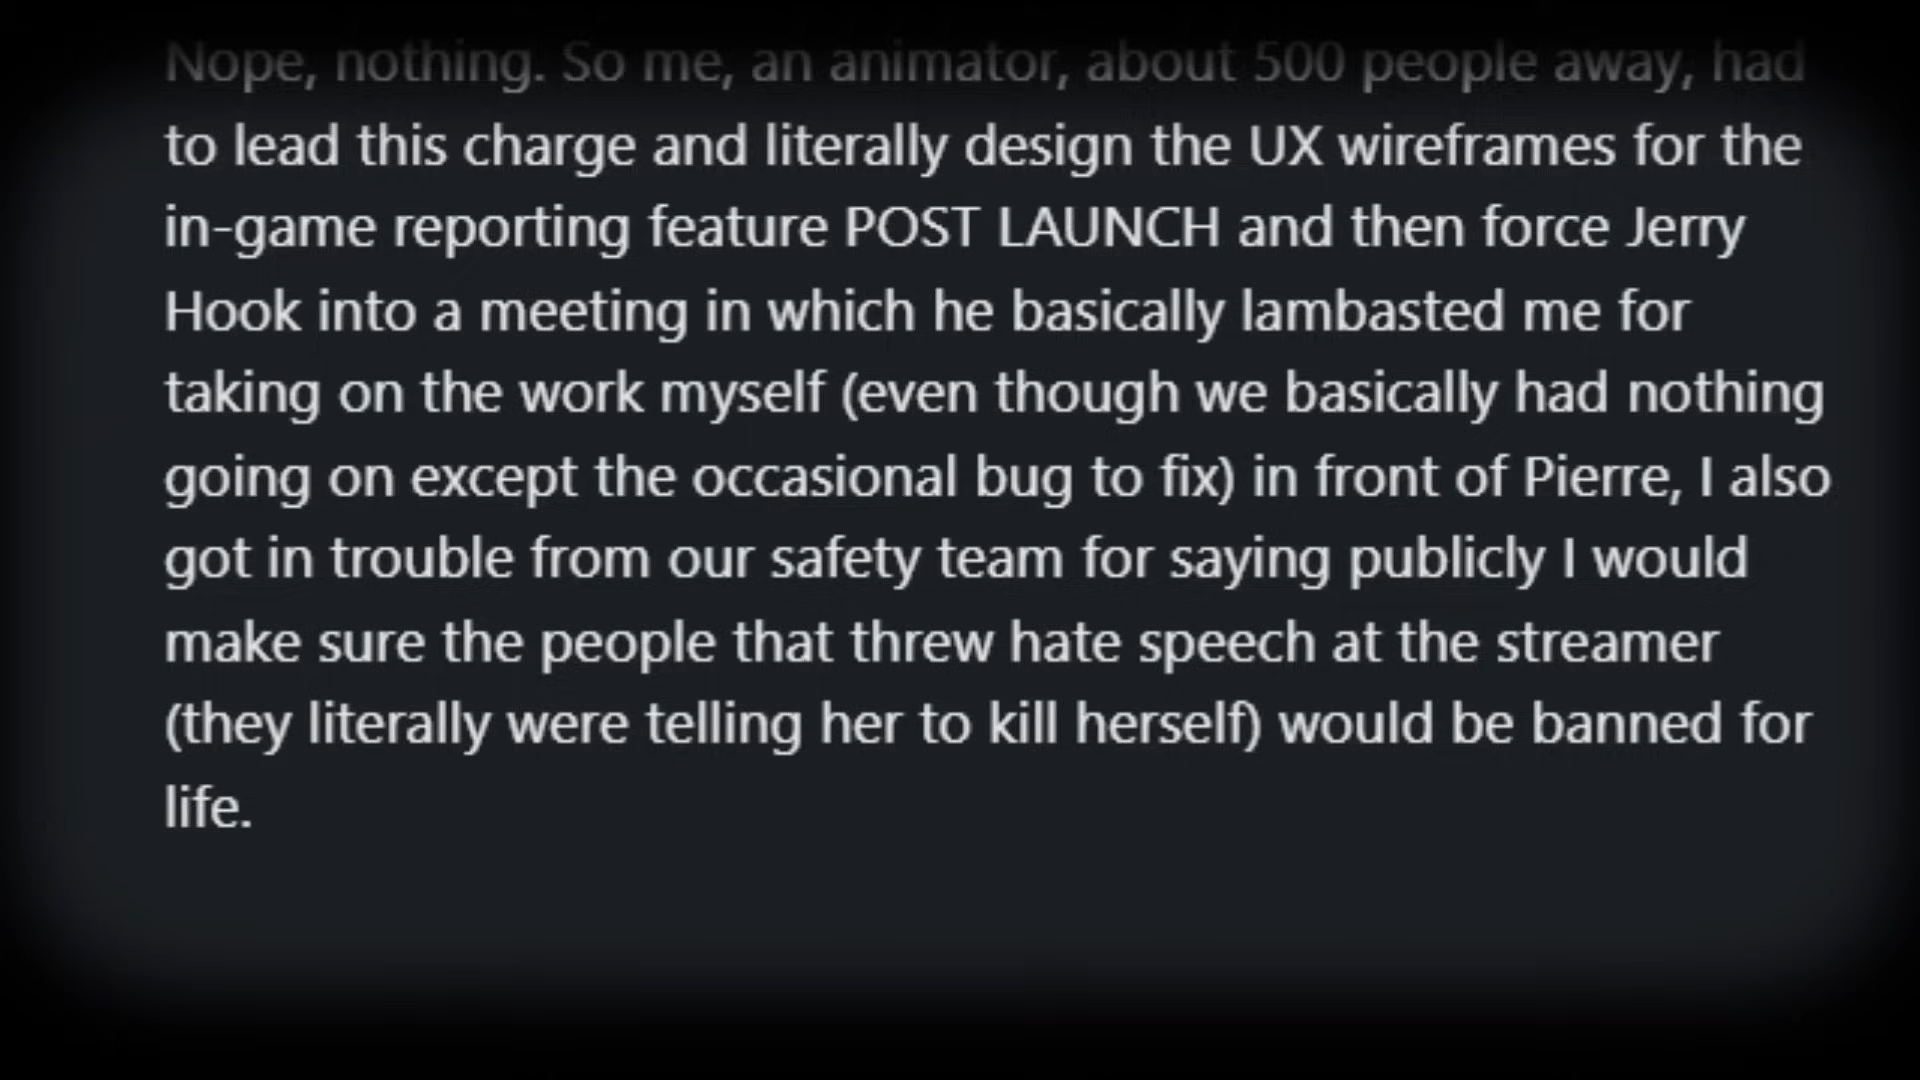 Nope, nothing. So me, an animator, about 500 people away, had
to lead this charge and literally design the UX wireframes for the
in-game reporting feature POST LAUNCH and then force Jerry
Hook into a meeting in which he basically lambasted me for
taking on the work myself (even though we basically had nothing
going on except the occasional bug to fix) in front of Pierre, I also
got in trouble from our safety team for saying publicly I would
make sure the people that threw hate speech at the streamer
(they literally were telling her to kill herself) would be banned for
life.